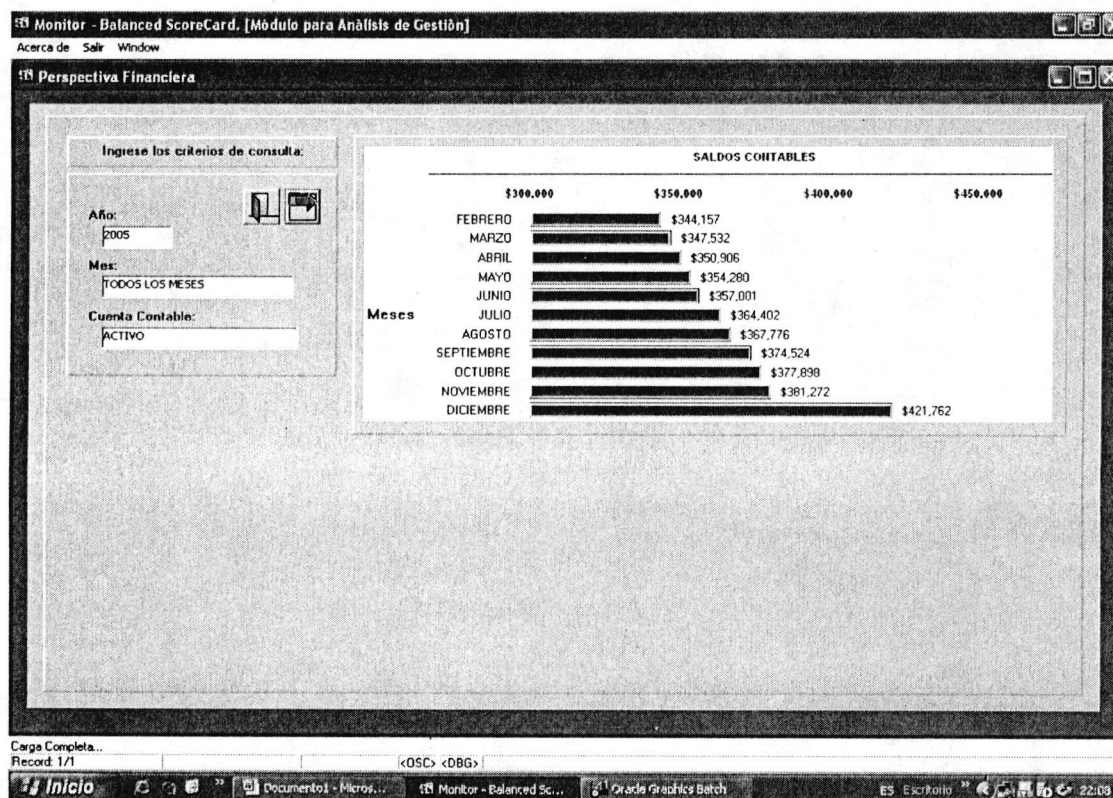 Monitor - Balanced ScoreCard. [Módulo para Análisis de Gestión]
Acerca de Salir Window
Perspectiva Financiera
Ingrese los criterios de consulta:
Año:
2005
Mes:
TODOS LOS MESES
Cuenta Contable:
ACTIVO
SALDOS CONTABLES
$300,000 $350,000 $400,000 $450,000
Meses
FEBRERO $344,157
MARZO $347,532
ABRIL $350,906
MAYO $354,280
JUNIO $357,001
JULIO $364,402
AGOSTO $367,776
SEPTIEMBRE $374,524
OCTUBRE $377,898
NOVIEMBRE $381,272
DICIEMBRE $421,762
Carga Completa...
Record: 1/1 <OSC> <DBG>
Inicio » Documento1 - Micros... Monitor - Balanced Sc... Oracle Graphics Batch ES Escritorio » 22:08